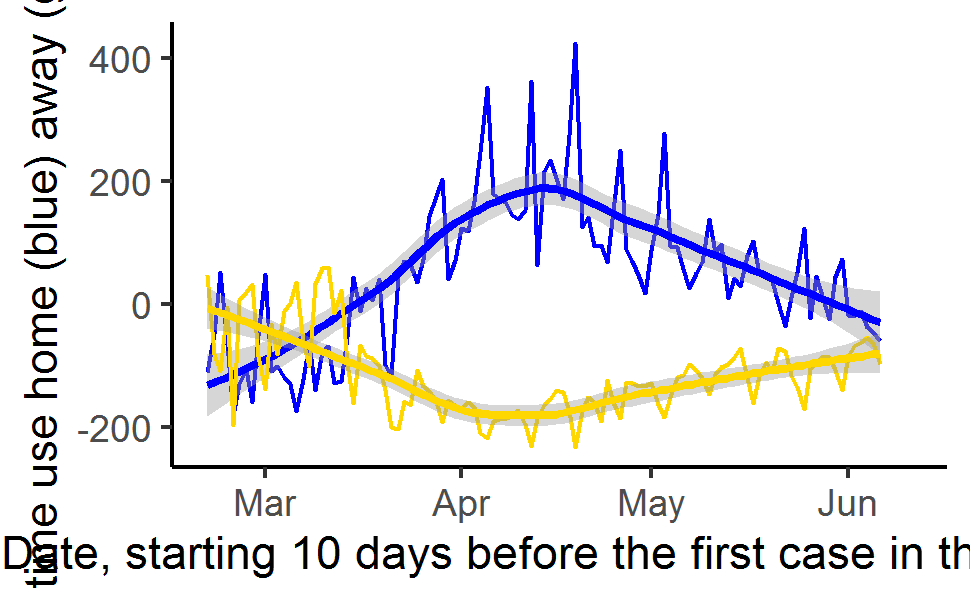 time use home (blue) away (
400
200
0
-200
Mar Apr May Jun
Date, starting 10 days before the first case in th